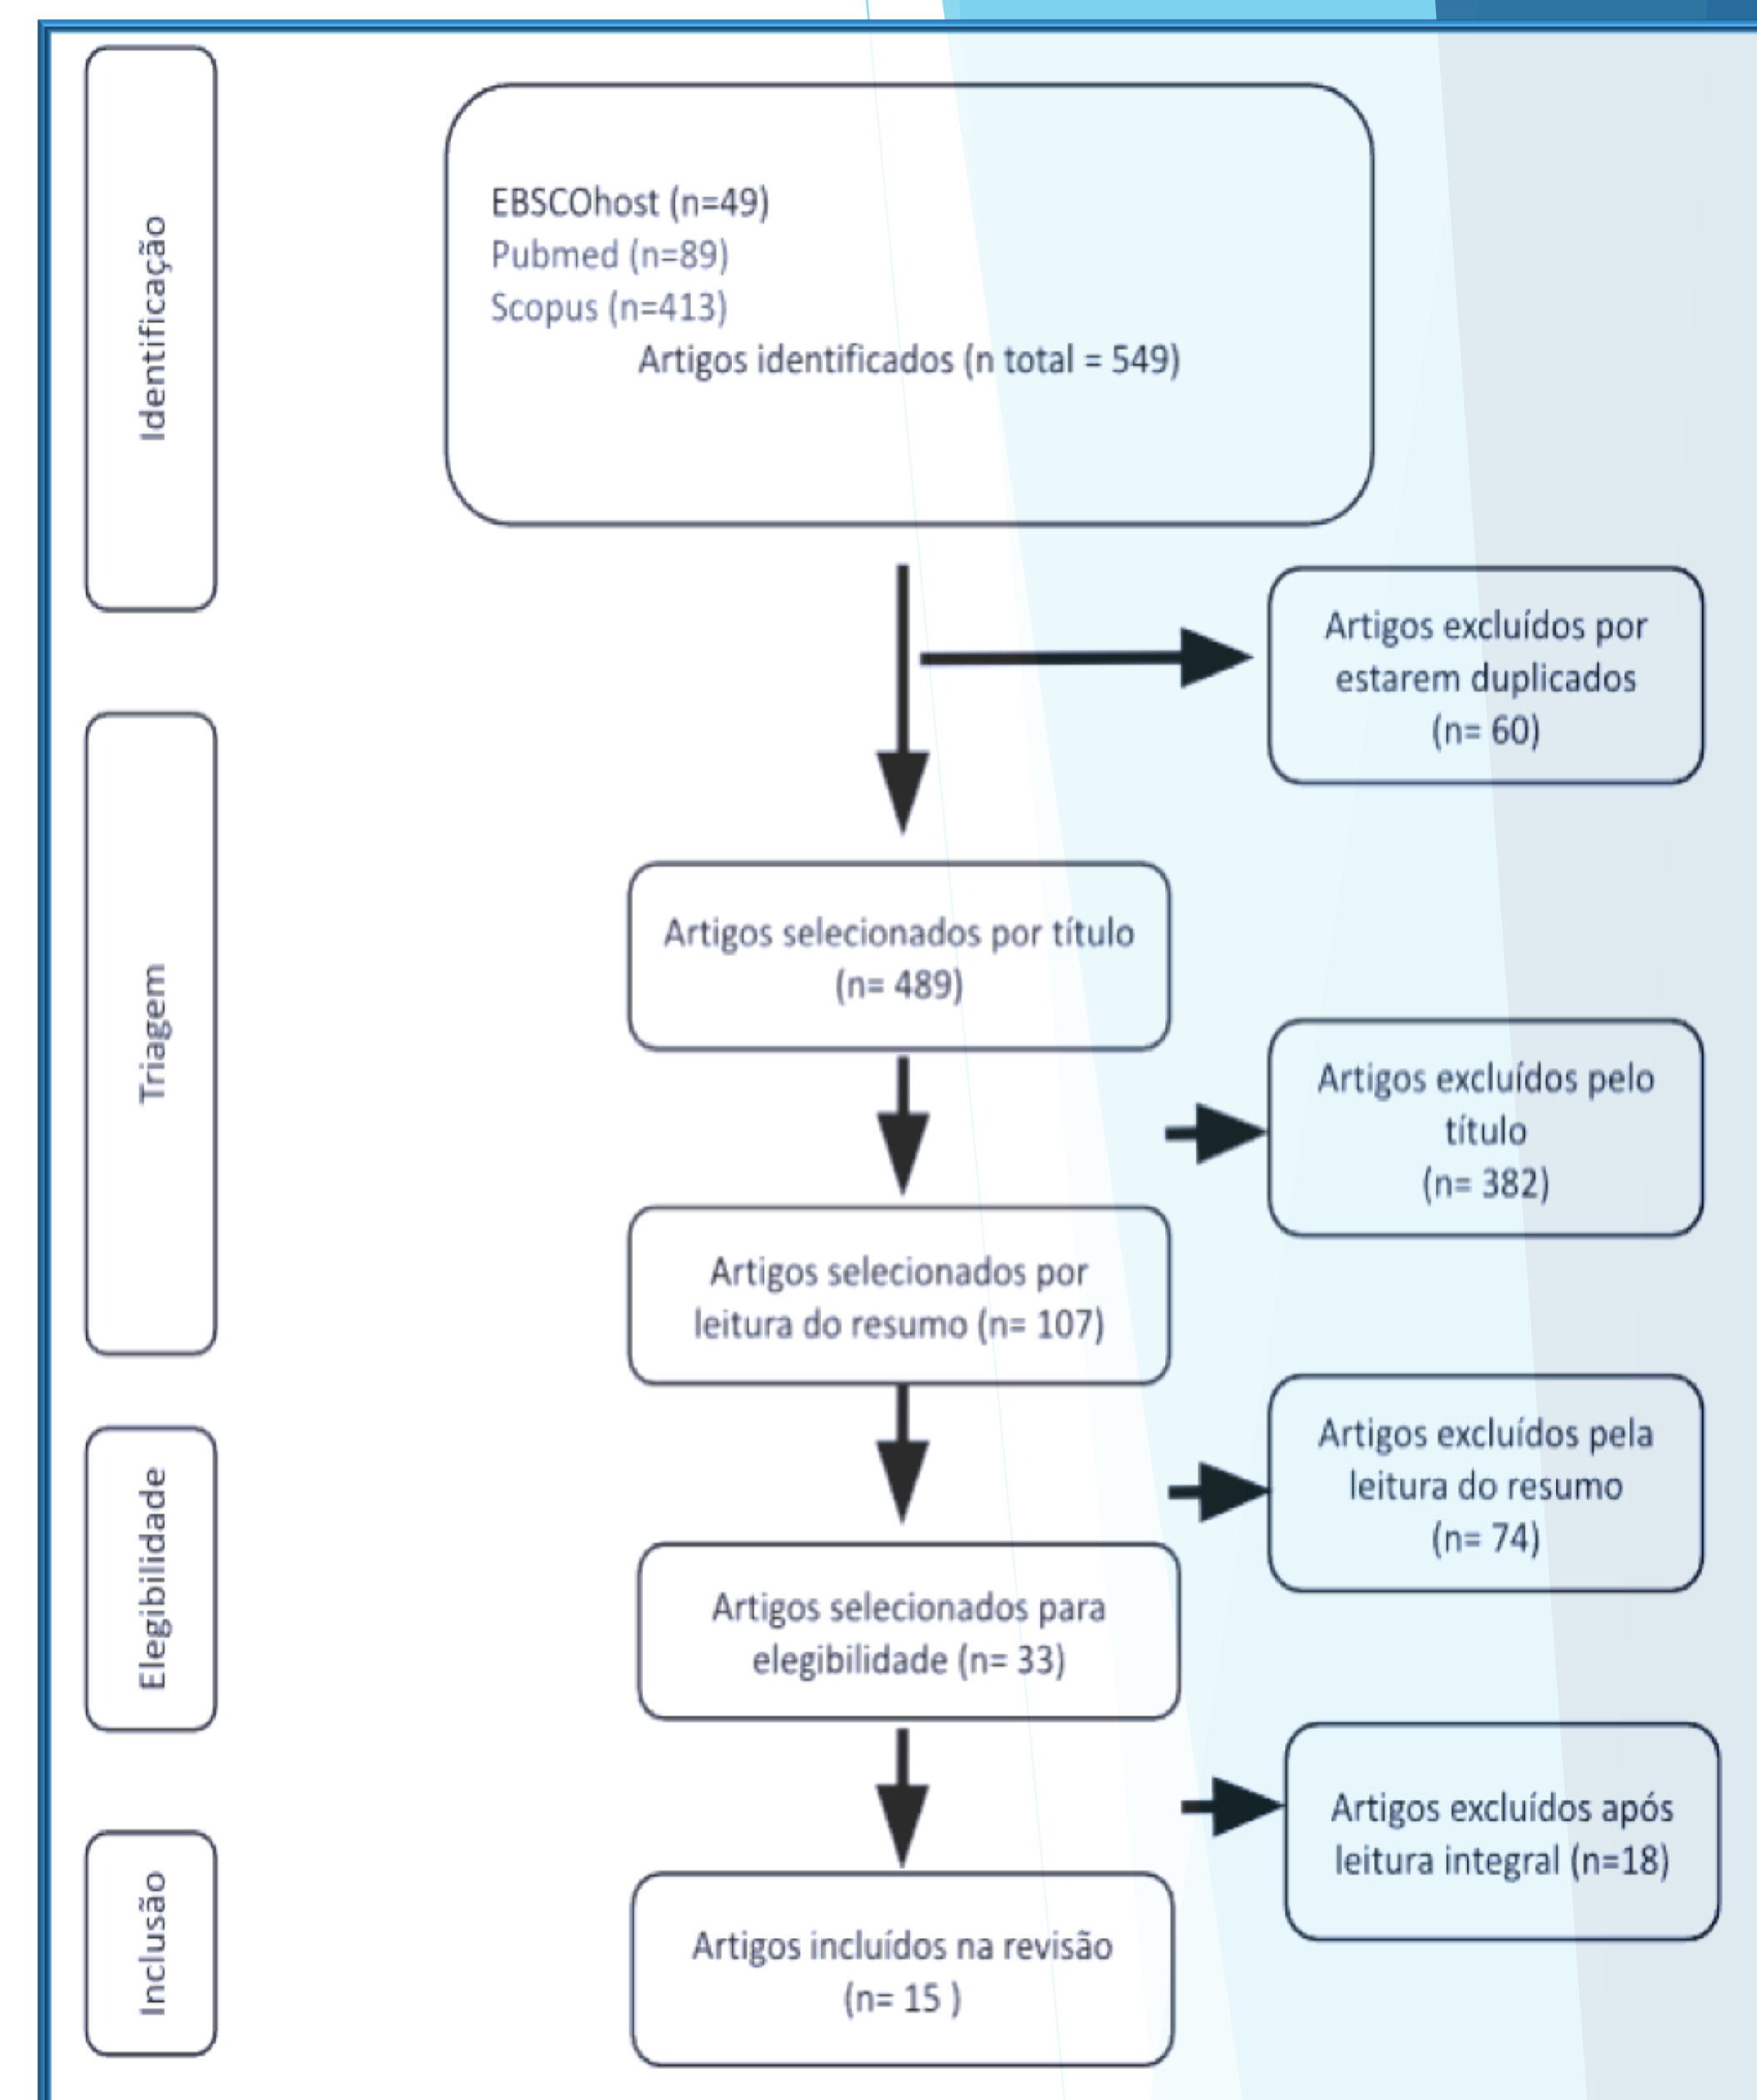 Identificação
EBSCOhost (n=49)
Pubmed (n=89)
Scopus (n=413)
Artigos identificados (n total = 549)
Artigos excluídos por
estarem duplicados
(n= 60)
Triagem
Artigos selecionados por título
(n= 489)
Artigos excluídos pelo
título
(n= 382)
Artigos selecionados por
leitura do resumo (n= 107)
Artigos excluídos pela
leitura do resumo
(n= 74)
Elegibilidade
Artigos selecionados para
elegibilidade (n= 33)
Artigos excluídos após
leitura integral (n=18)
Inclusão
Artigos incluídos na revisão
(n= 15 )